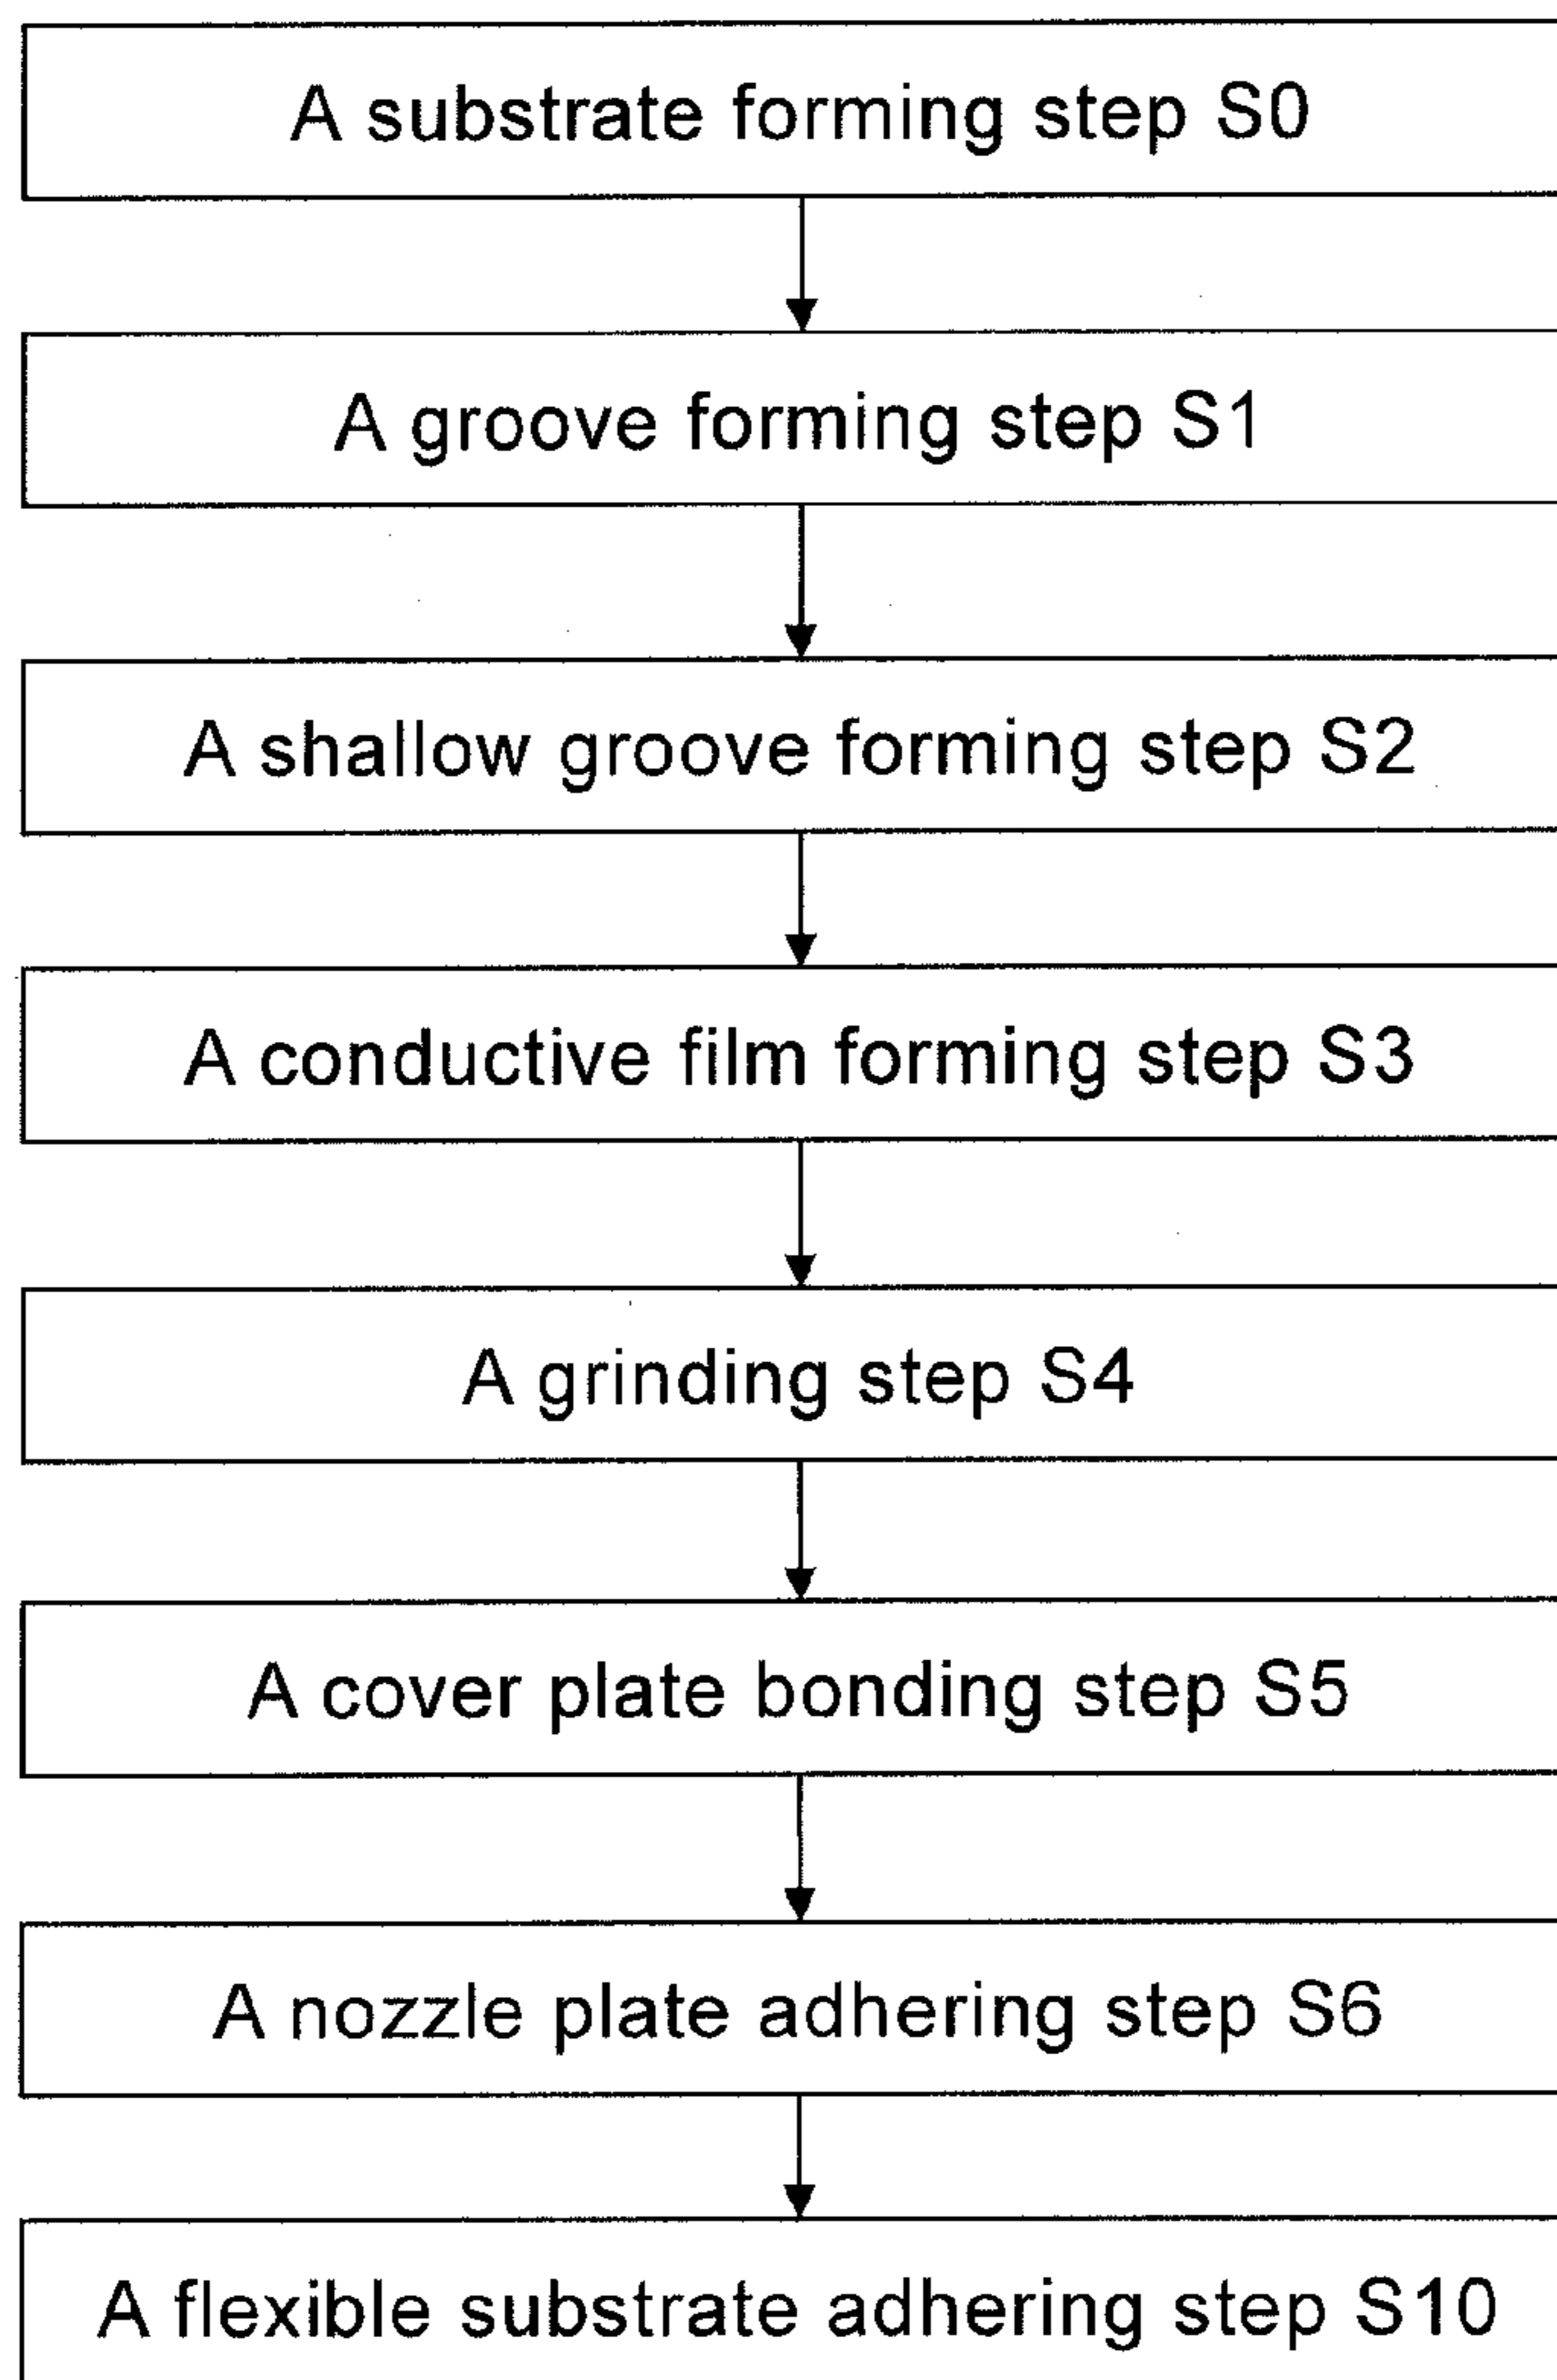 A substrate forming step S0
A groove forming step S1
A shallow groove forming step S2
A conductive film forming step S3
A grinding step S4
A cover plate bonding step S5
A nozzle plate adhering step S6
A flexible substrate adhering step S10